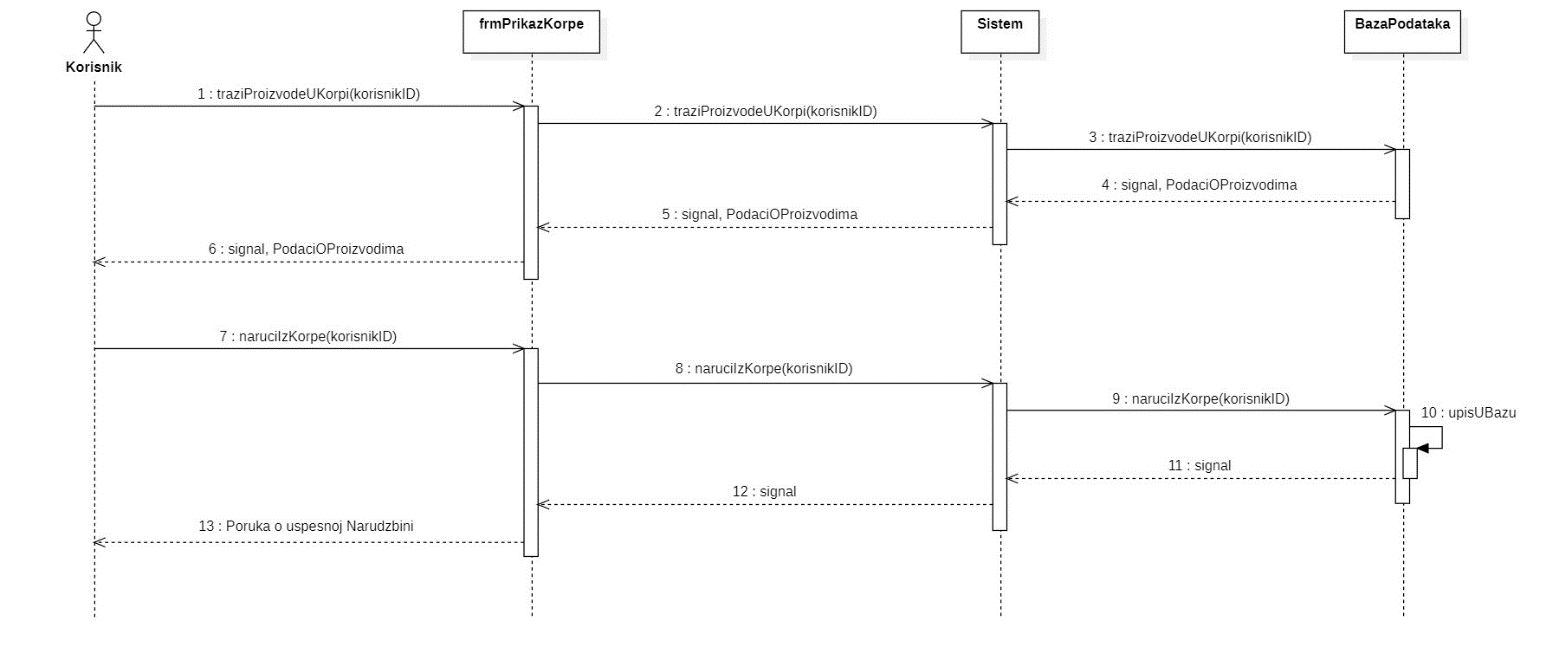 frmPrikazKorpe
Sistem
BazaPodataka
Korisnik
1 : traziProizvodeUKorpi(korisnikID)
2 : traziProizvodeUKorpi(korisnikID)
3 : traziProizvodeUKorpi(korisnikID)
4 : signal, PodaciOProizvodima
5 : signal, PodaciOProizvodima
6 : signal, PodaciOProizvodima
7 : naruciIzKorpe(korisnikID)
8 : naruciIzKorpe(korisnikID)
9 : naruciIzKorpe(korisnikID)
10 : upisUBazu
11 : signal
12 : signal
13 : Poruka o uspesnoj Narudzbini